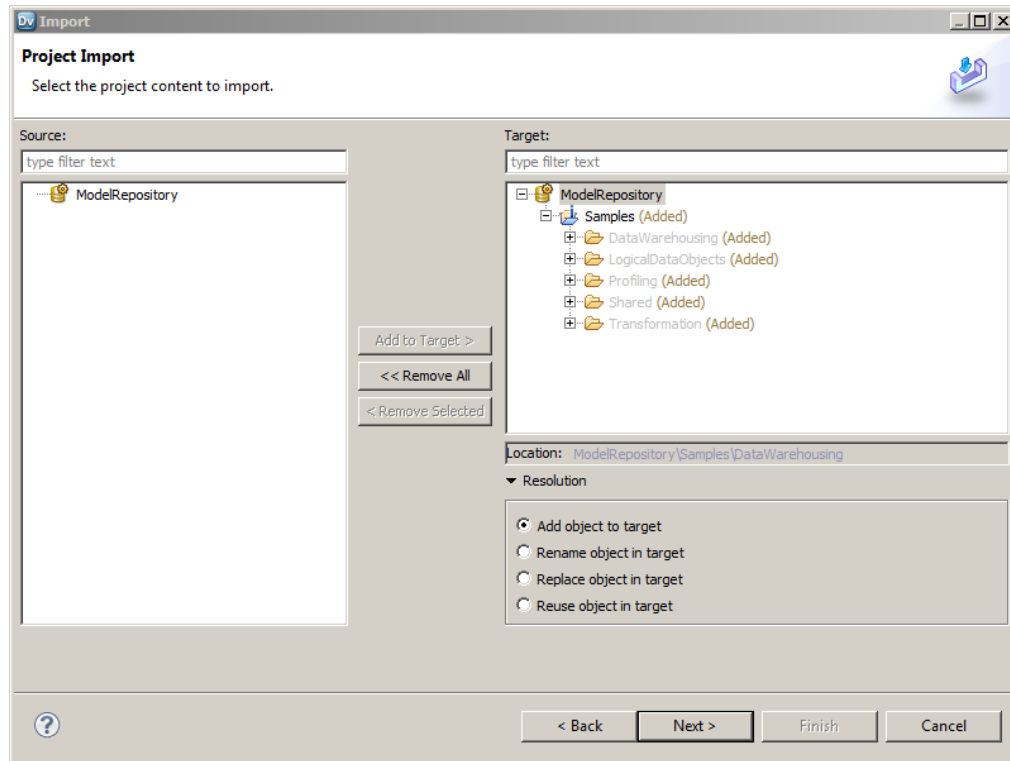 Dv Import
Project Import
Select the project content to import.
Source:
type filter text
ModelRepository
Add to Target >
<< Remove All
< Remove Selected
Target:
type filter text
ModelRepository
Samples (Added)
DataWarehousing (Added)
LogicalDataObjects (Added)
Profiling (Added)
Shared (Added)
Transformation (Added)
Location: ModelRepository\Samples\DataWarehousing
Resolution
Add object to target
Rename object in target
Replace object in target
Reuse object in target
?
< Back
Next >
Finish
Cancel